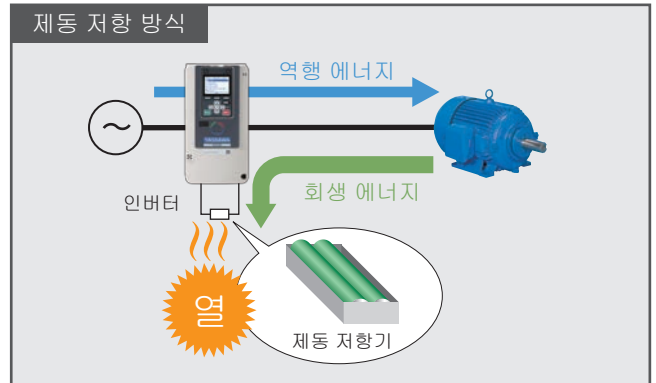 제동 저항 방식
역행 에너지
회생 에너지
인버터
열
제동 저항기